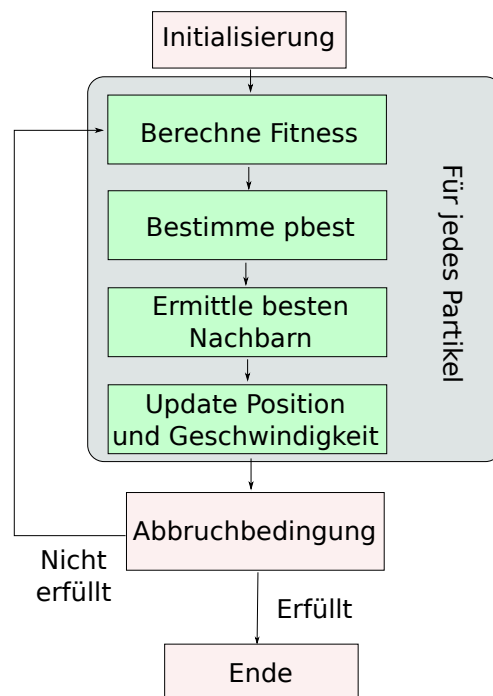 Initialisierung
Berechne Fitness
Bestimme pbest
Ermittle besten
Nachbarn
Update Position
und Geschwindigkeit
Für jedes Partikel
Abbruchbedingung
Nicht
erfüllt
Erfüllt
Ende